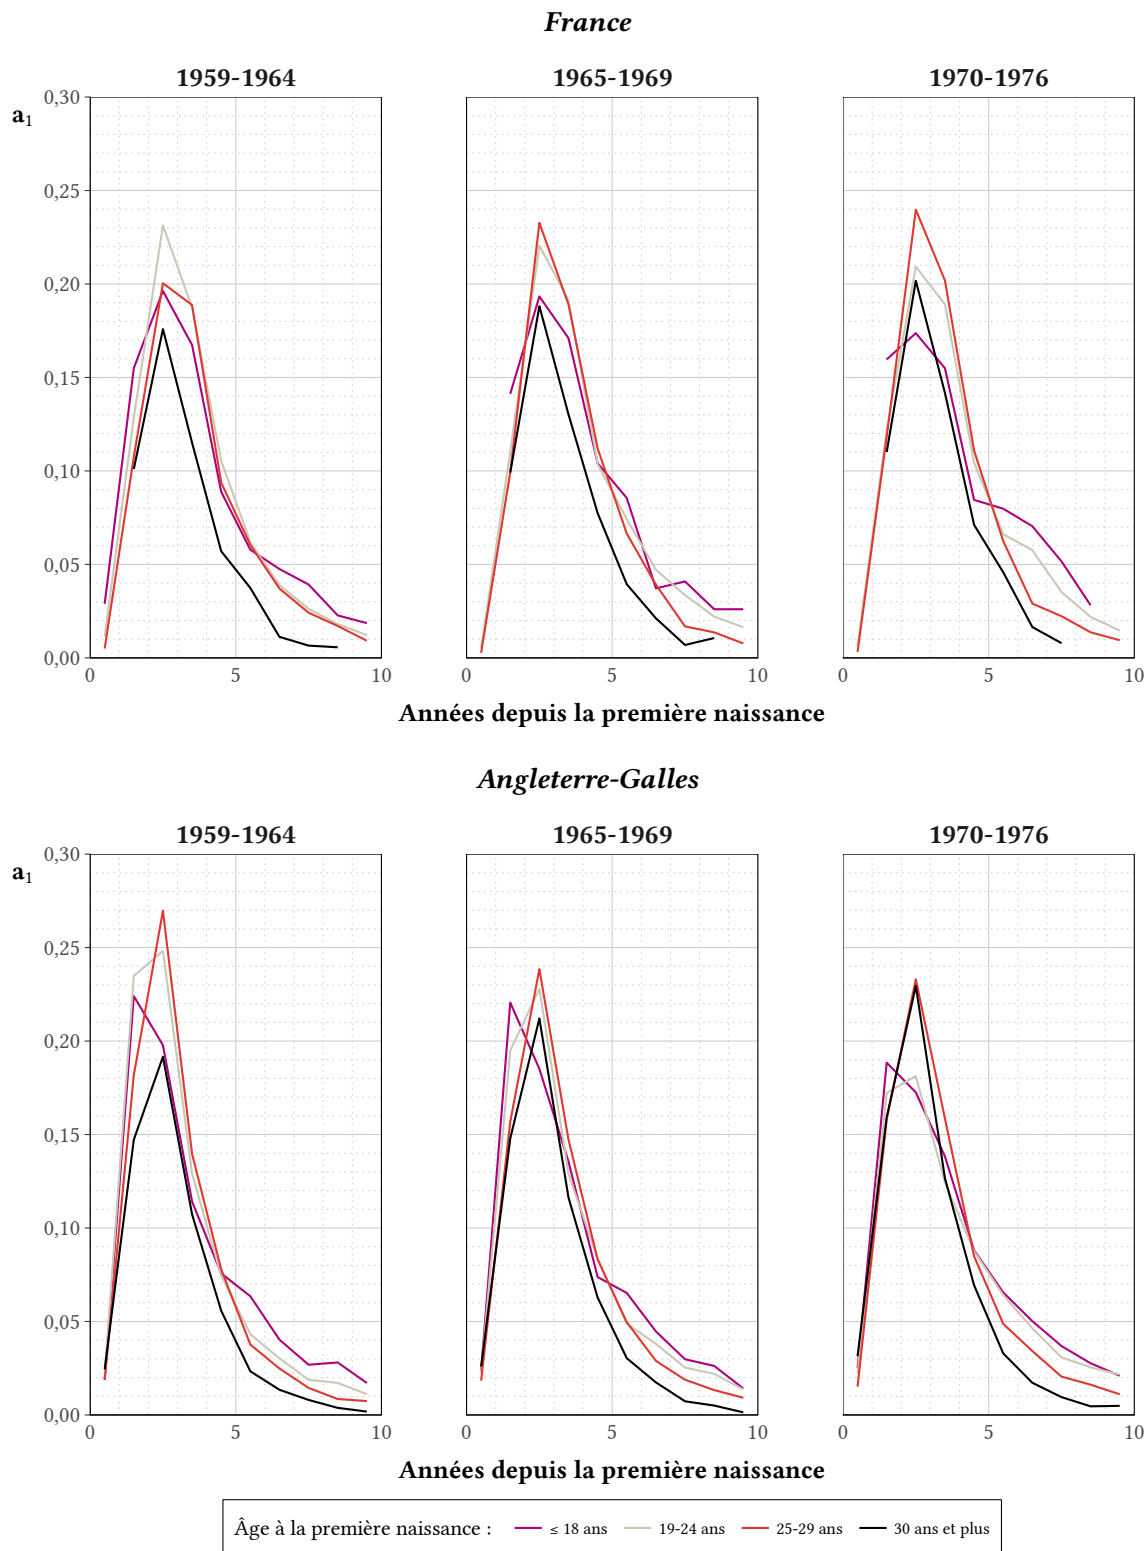 France
1959-1964 1965-1969 1970-1976
a₁
0,30
0,25
0,20
0,15
0,10
0,05
0,00
0 5 10 0 5 10 0 5 10
Années depuis la première naissance
Angleterre-Galles
1959-1964 1965-1969 1970-1976
a₁
0,30
0,25
0,20
0,15
0,10
0,05
0,00
0 5 10 0 5 10 0 5 10
Années depuis la première naissance
Âge à la première naissance : ≤ 18 ans 19-24 ans 25-29 ans 30 ans et plus